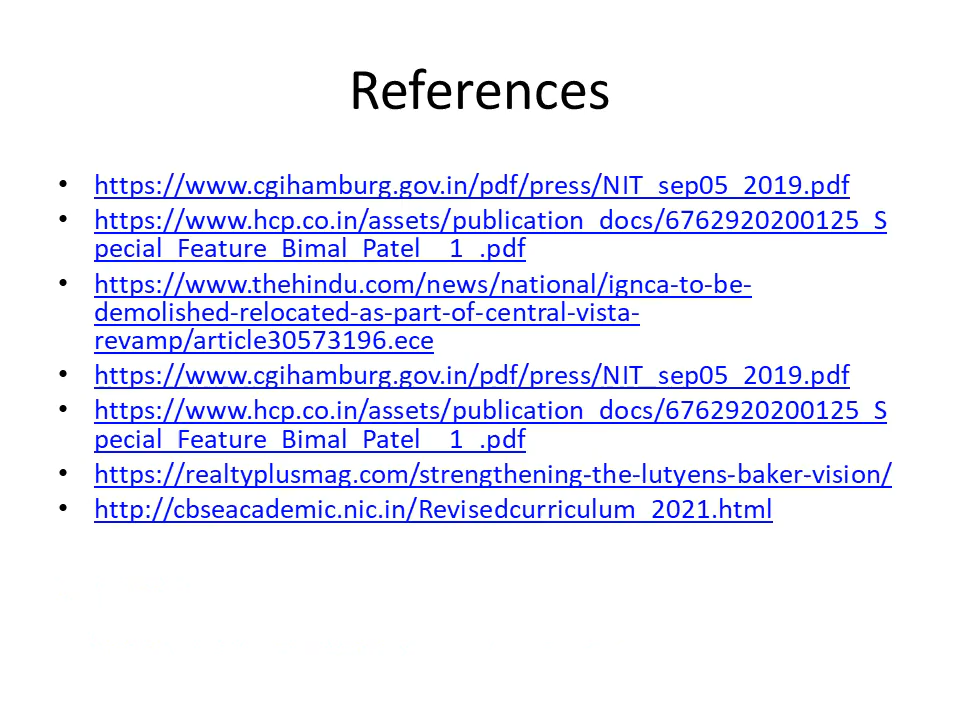 References
• https://www.cgihamburg.gov.in/pdf/press/NIT_sep05_2019.pdf
• https://www.hcp.co.in/assets/publication_docs/6762920200125_S
pecial_Feature_Bimal_Patel__1_.pdf
• https://www.thehindu.com/news/national/ignca-to-be-
demolished-relocated-as-part-of-central-vista-
revamp/article30573196.ece
• https://www.cgihamburg.gov.in/pdf/press/NIT_sep05_2019.pdf
• https://www.hcp.co.in/assets/publication_docs/6762920200125_S
pecial_Feature_Bimal_Patel__1_.pdf
• https://realtyplusmag.com/strengthening-the-lutyens-baker-vision/
• http://cbseacademic.nic.in/Revisedcurriculum_2021.html